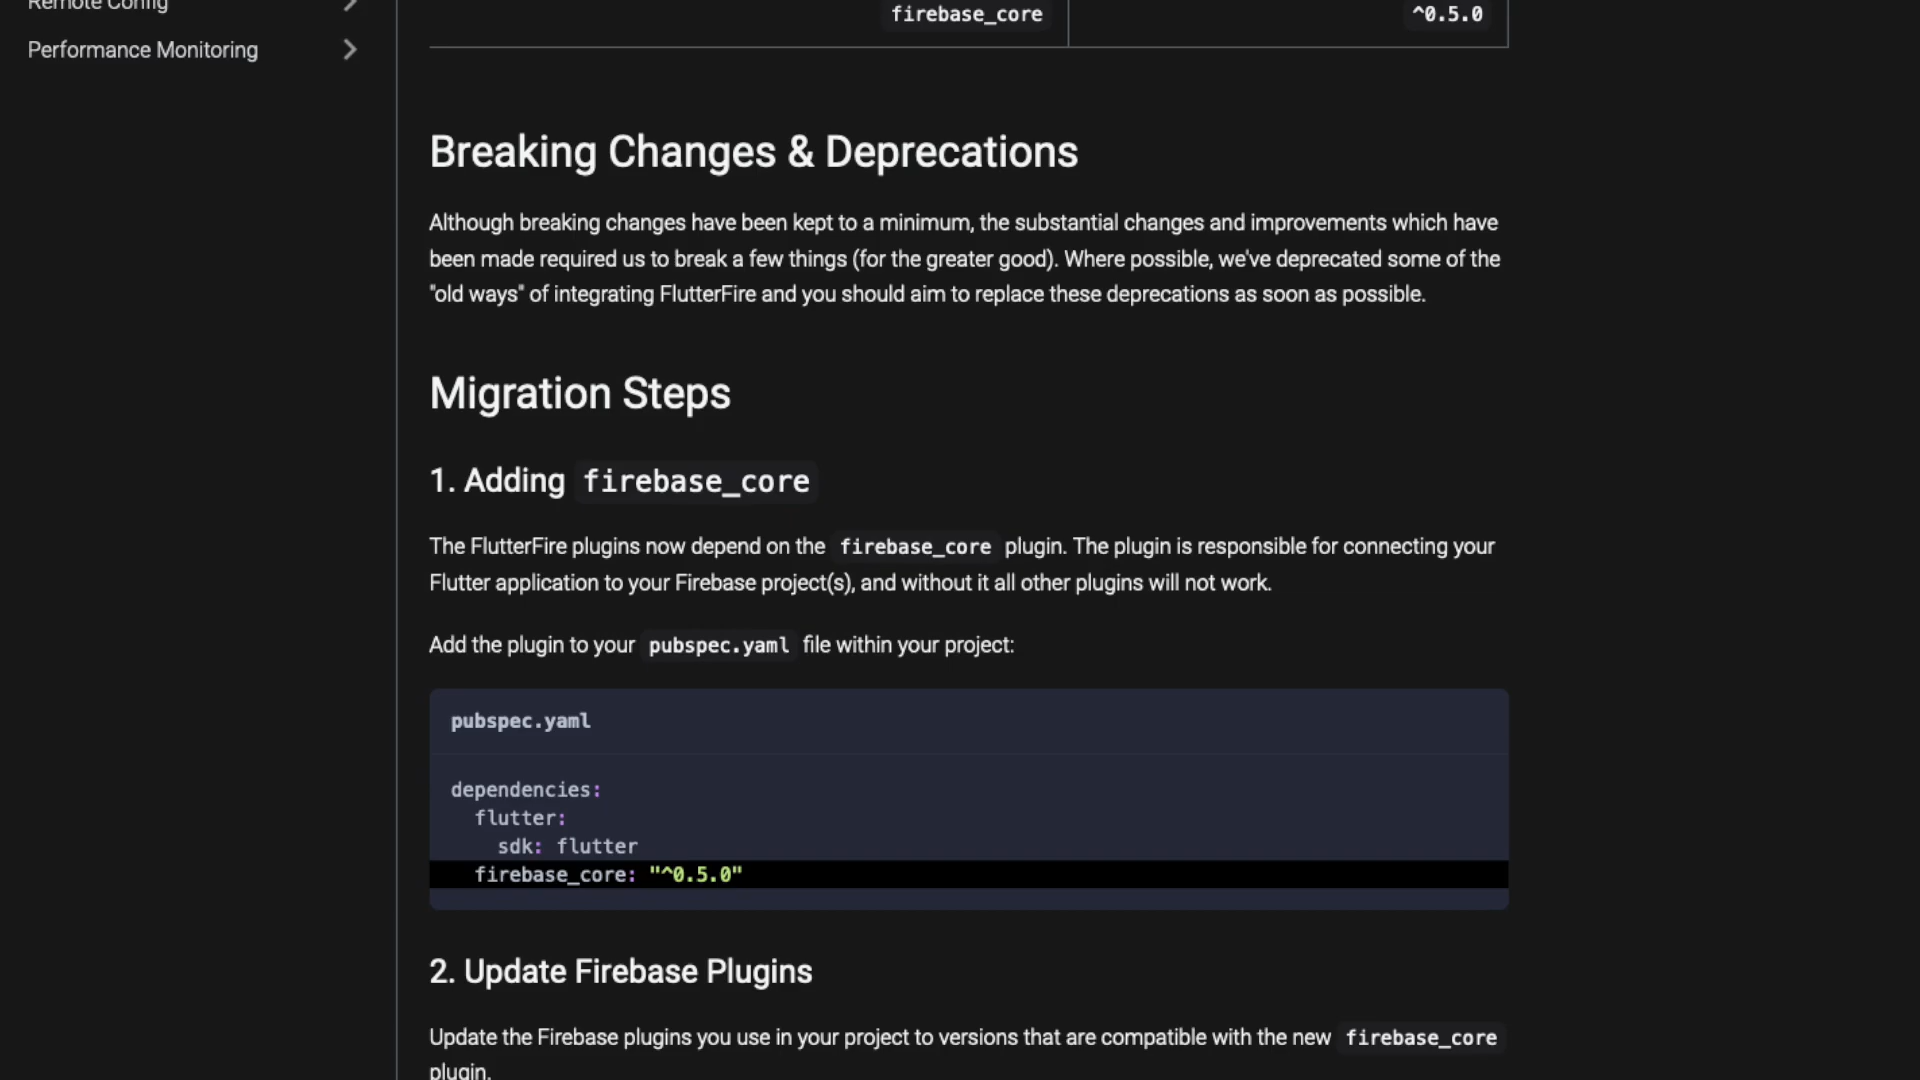 Remote Config
Performance Monitoring
firebase_core ^0.5.0
Breaking Changes & Deprecations
Although breaking changes have been kept to a minimum, the substantial changes and improvements which have
been made required us to break a few things (for the greater good). Where possible, we've deprecated some of the
"old ways" of integrating FlutterFire and you should aim to replace these deprecations as soon as possible.
Migration Steps
1. Adding firebase_core
The FlutterFire plugins now depend on the firebase_core plugin. The plugin is responsible for connecting your
Flutter application to your Firebase project(s), and without it all other plugins will not work.
Add the plugin to your pubspec.yaml file within your project:
pubspec.yaml
dependencies:
  flutter:
    sdk: flutter
  firebase_core: "^0.5.0"
2. Update Firebase Plugins
Update the Firebase plugins you use in your project to versions that are compatible with the new firebase_core
plugin.